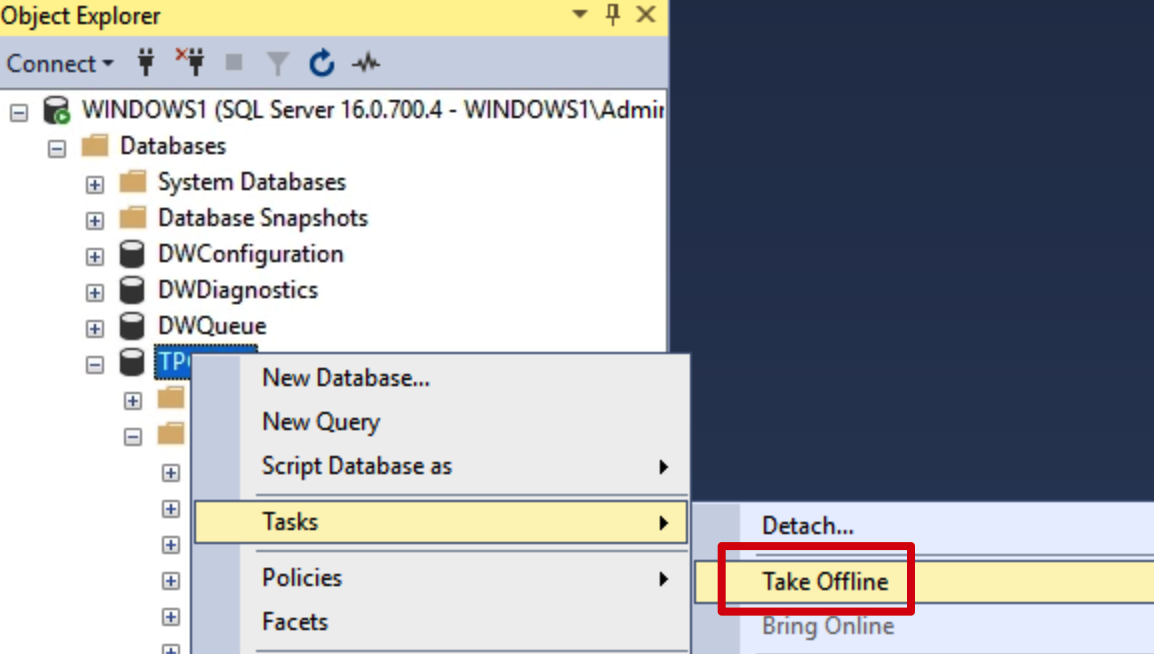 Object Explorer
Connect
WINDOWS1 (SQL Server 16.0.700.4 - WINDOWS1\Admin
Databases
System Databases
Database Snapshots
DWConfiguration
DWDiagnostics
DWQueue
TP
New Database...
New Query
Script Database as
Tasks
Detach...
Policies
Take Offline
Facets
Bring Online